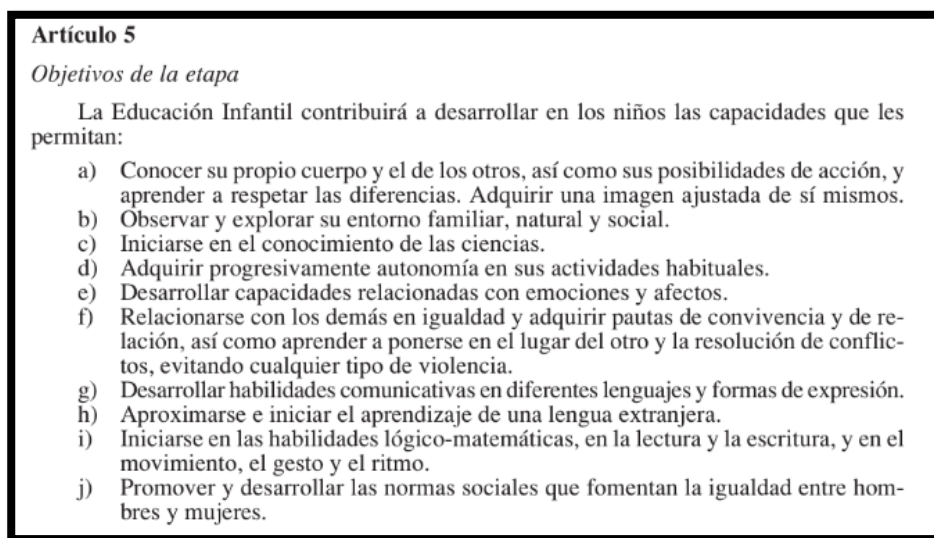 Artículo 5
Objetivos de la etapa
La Educación Infantil contribuirá a desarrollar en los niños las capacidades que les
permitan:
a) Conocer su propio cuerpo y el de los otros, así como sus posibilidades de acción, y
aprender a respetar las diferencias. Adquirir una imagen ajustada de sí mismos.
b) Observar y explorar su entorno familiar, natural y social.
c) Iniciarse en el conocimiento de las ciencias.
d) Adquirir progresivamente autonomía en sus actividades habituales.
e) Desarrollar capacidades relacionadas con emociones y afectos.
f) Relacionarse con los demás en igualdad y adquirir pautas de convivencia y de re-
lación, así como aprender a ponerse en el lugar del otro y la resolución de conflic-
tos, evitando cualquier tipo de violencia.
g) Desarrollar habilidades comunicativas en diferentes lenguajes y formas de expresión.
h) Aproximarse e iniciar el aprendizaje de una lengua extranjera.
i) Iniciarse en las habilidades lógico-matemáticas, en la lectura y la escritura, y en el
movimiento, el gesto y el ritmo.
j) Promover y desarrollar las normas sociales que fomentan la igualdad entre hom-
bres y mujeres.